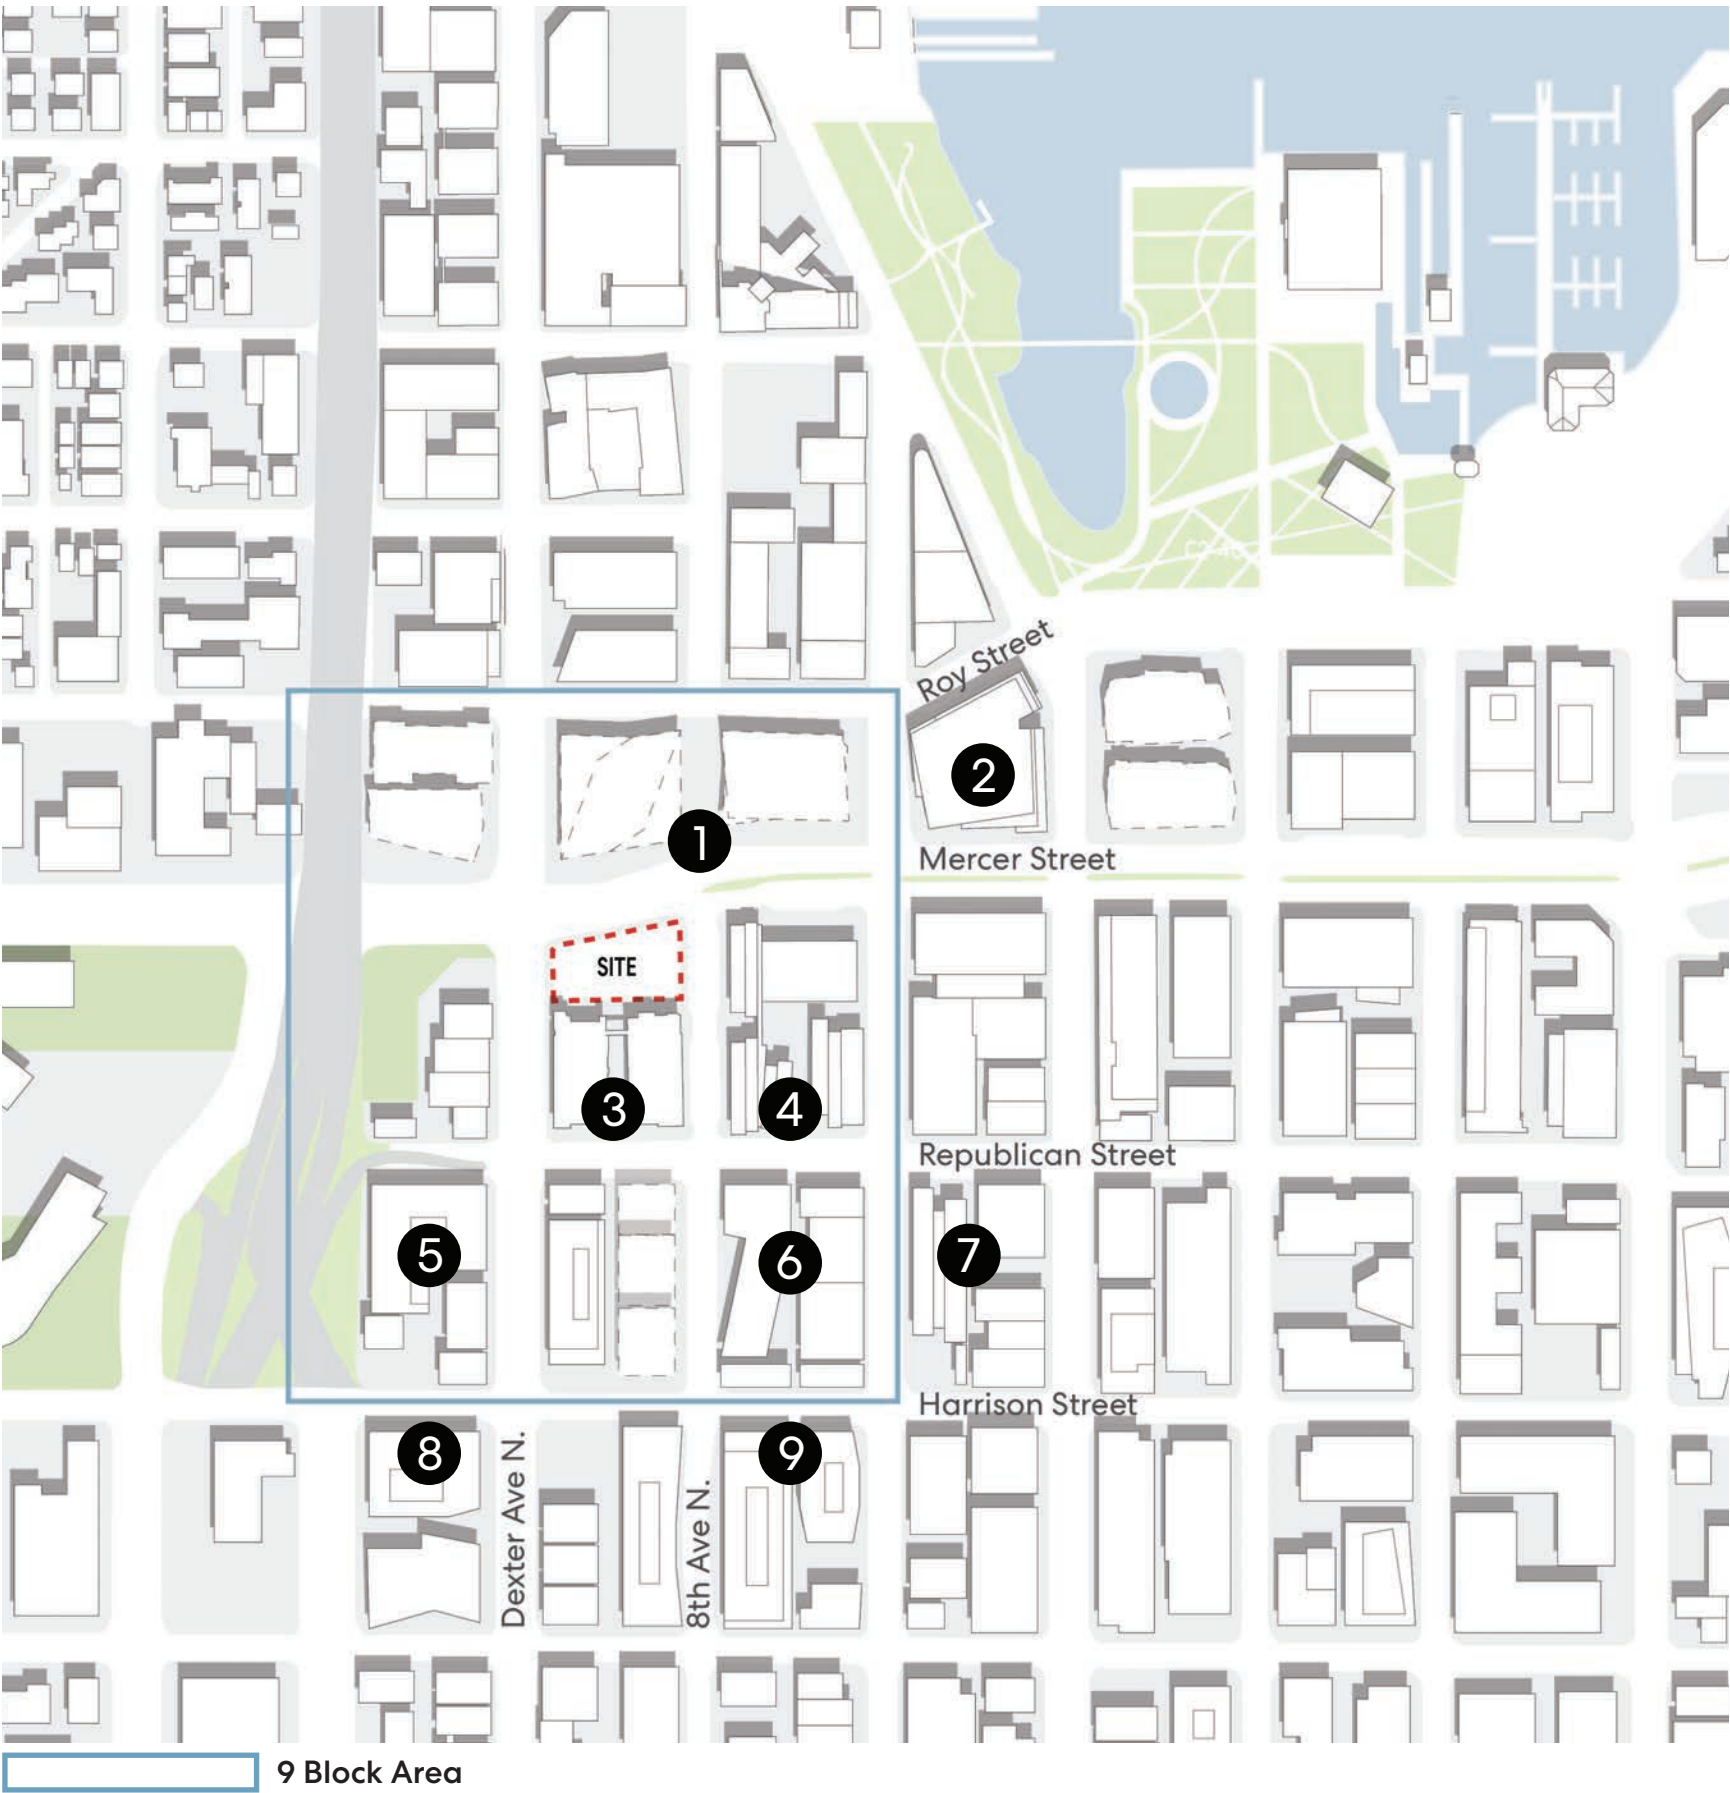 Roy Street
2
1
Mercer Street
SITE
3
4
Republican Street
5
6
7
Harrison Street
8
9
Dexter Ave N.
8th Ave N.
9 Block Area